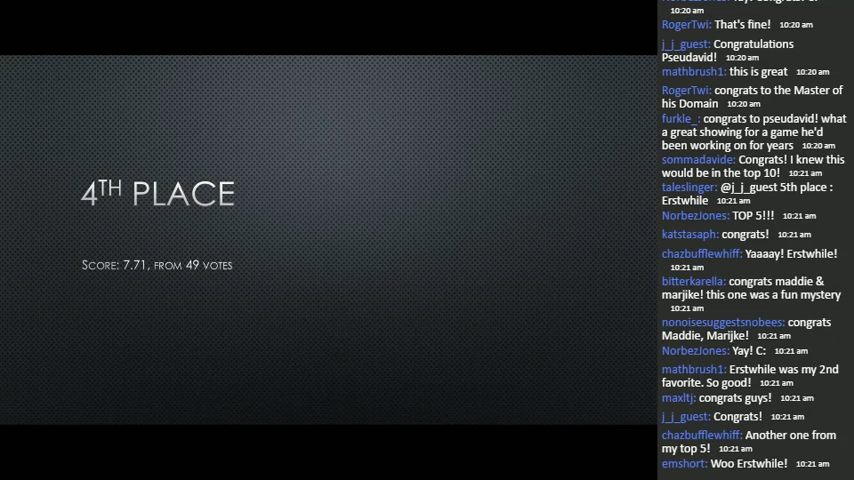 4TH PLACE
SCORE: 7.71, FROM 49 VOTES
10:20 am
RogerTwi: That's fine! 10:20 am
j_j_guest: Congratulations
Pseudavid! 10:20 am
mathbrush1: this is great 10:20 am
RogerTwi: congrats to the Master of
his Domain 10:20 am
furkle_: congrats to pseudavid! what
a great showing for a game he'd
been working on for years 10:20 am
sommadavide: Congrats! I knew this
would be in the top 10! 10:21 am
taleslinger: @j_j_guest 5th place :
Erstwhile 10:21 am
NorbezJones: TOP 5!!! 10:21 am
katstasaph: congrats! 10:21 am
chazbufflewhiff: Yaaaay! Erstwhile!
10:21 am
bitterkarella: congrats maddie &
marjike! this one was a fun mystery
10:21 am
nonoisesuggestsnobees: congrats
Maddie, Marijke! 10:21 am
NorbezJones: Yay! C: 10:21 am
mathbrush1: Erstwhile was my 2nd
favorite. So good! 10:21 am
maxltj: congrats guys! 10:21 am
j_j_guest: Congrats! 10:21 am
chazbufflewhiff: Another one from
my top 5! 10:21 am
emshort: Woo Erstwhile! 10:21 am